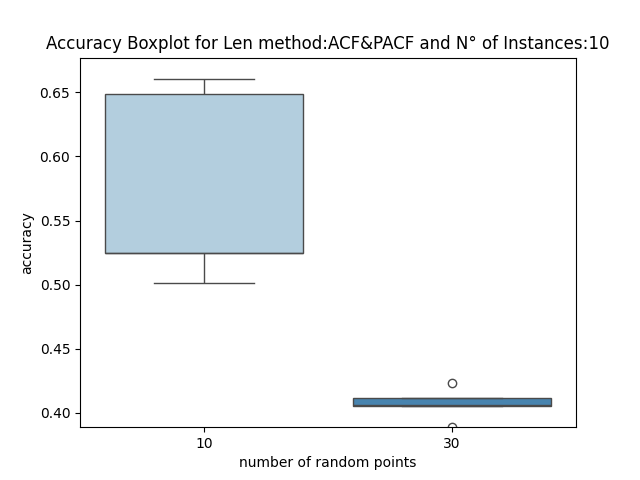 Accuracy Boxplot for Len method:ACF&PACF and N° of Instances:10
0.65
0.60
0.55
0.50
0.45
0.40
accuracy
10
30
number of random points